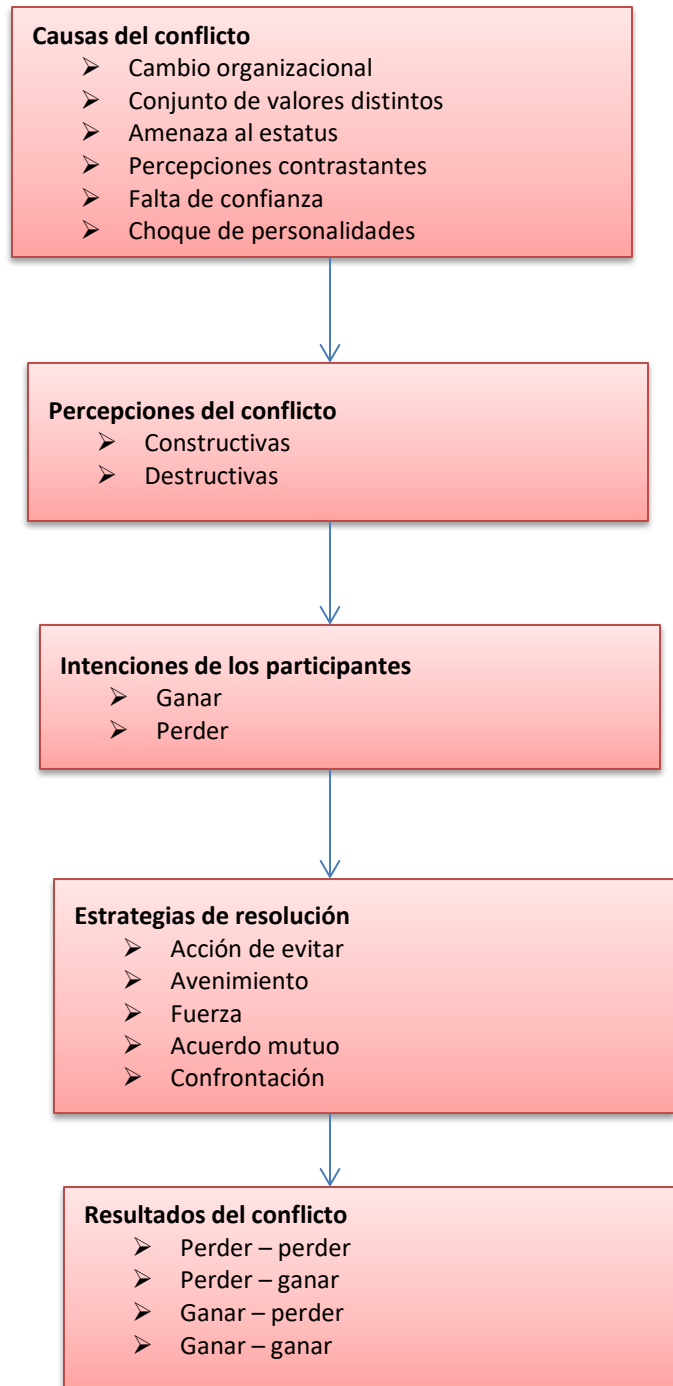 Causas del conflicto
➢ Cambio organizacional
➢ Conjunto de valores distintos
➢ Amenaza al estatus
➢ Percepciones contrastantes
➢ Falta de confianza
➢ Choque de personalidades
Percepciones del conflicto
➢ Constructivas
➢ Destructivas
Intenciones de los participantes
➢ Ganar
➢ Perder
Estrategias de resolución
➢ Acción de evitar
➢ Avenimiento
➢ Fuerza
➢ Acuerdo mutuo
➢ Confrontación
Resultados del conflicto
➢ Perder – perder
➢ Perder – ganar
➢ Ganar – perder
➢ Ganar – ganar